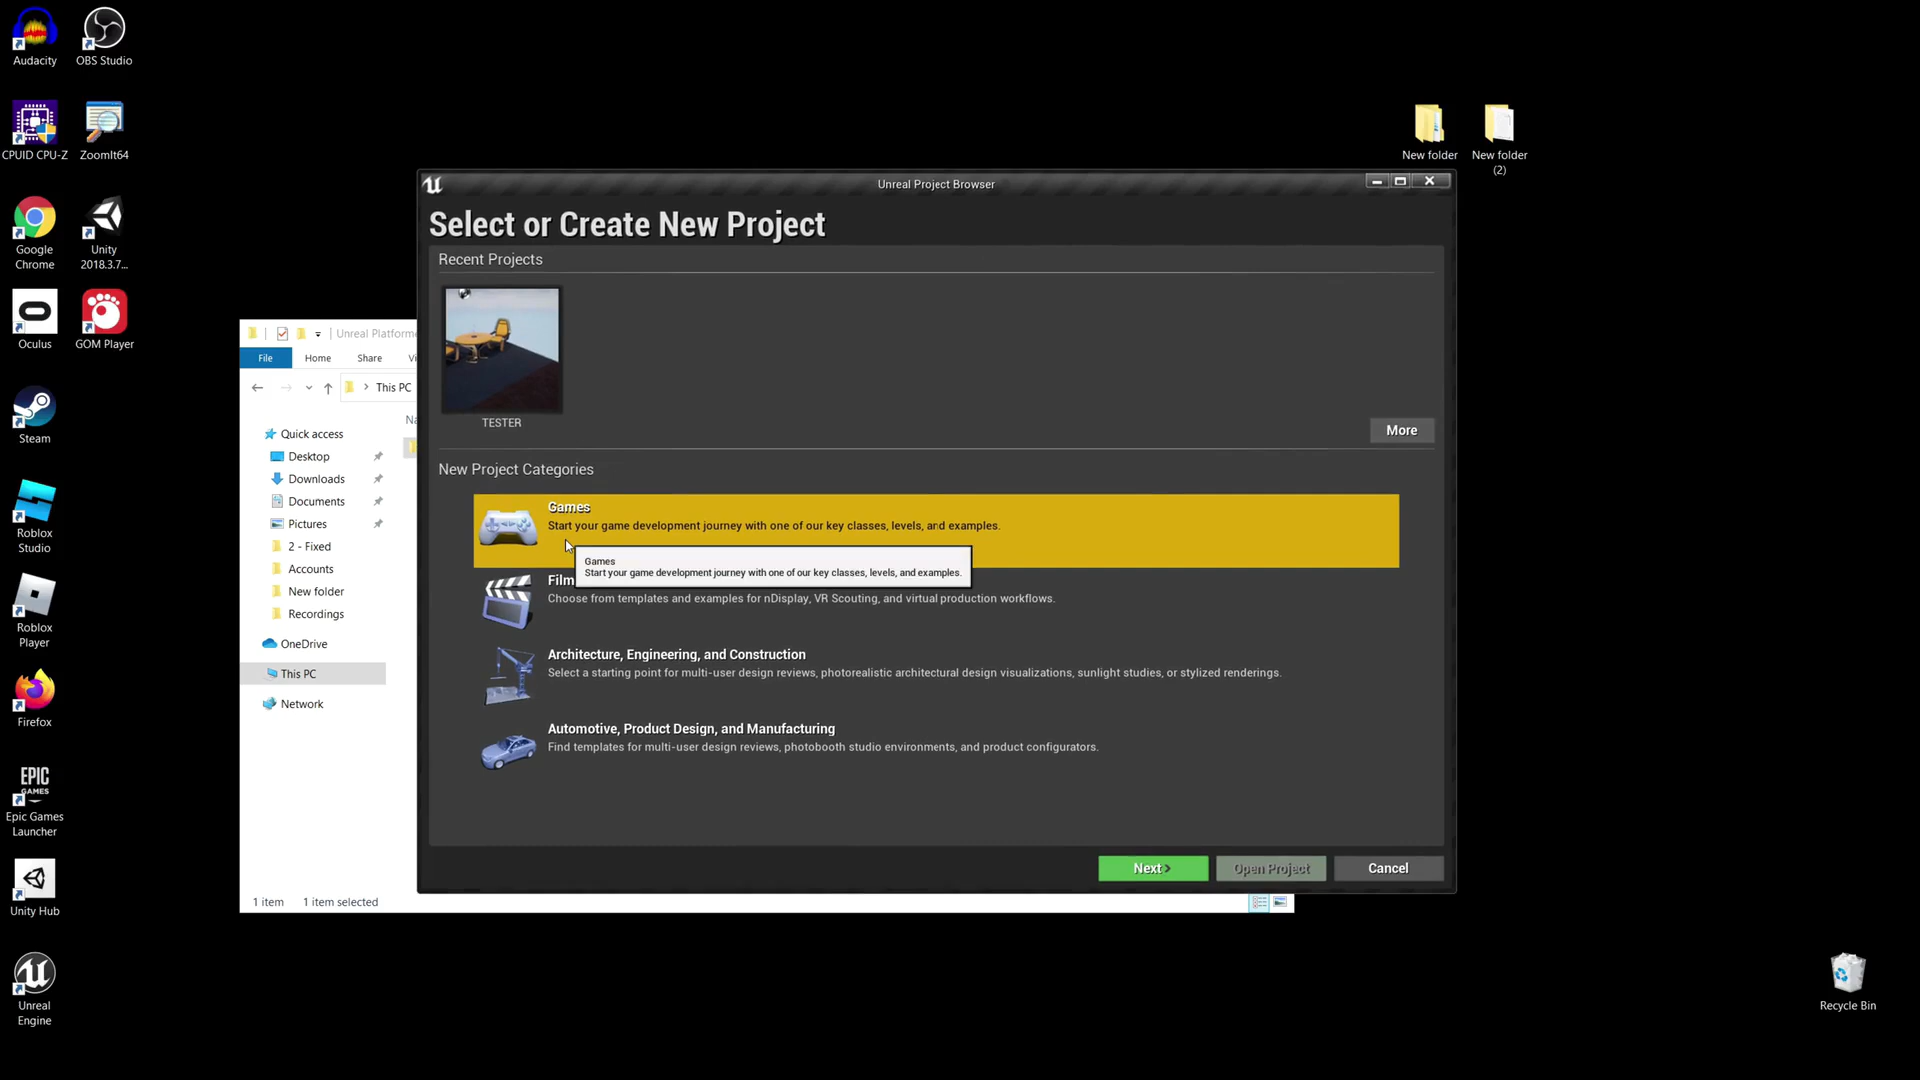 Audacity
OBS Studio
CPUID CPU-Z
ZoomIt64
Google
Chrome
Unity
2018.3.7...
Oculus
GOM Player
Steam
Roblox
Studio
Roblox
Player
Firefox
EPIC
GAMES
Epic Games
Launcher
Unity Hub
Unreal
Engine
New folder
New folder
(2)
Recycle Bin
Unreal Platforme
File
Home
Share
Vi
This PC
Na
Quick access
Desktop
Downloads
Documents
Pictures
2 - Fixed
Accounts
New folder
Recordings
OneDrive
This PC
Network
1 item
1 item selected
Unreal Project Browser
Select or Create New Project
Recent Projects
TESTER
More
New Project Categories
Games
Start your game development journey with one of our key classes, levels, and examples.
Games
Start your game development journey with one of our key classes, levels, and examples.
Film
Choose from templates and examples for nDisplay, VR Scouting, and virtual production workflows.
Architecture, Engineering, and Construction
Select a starting point for multi-user design reviews, photorealistic architectural design visualizations, sunlight studies, or stylized renderings.
Automotive, Product Design, and Manufacturing
Find templates for multi-user design reviews, photobooth studio environments, and product configurators.
Next >
Open Project
Cancel